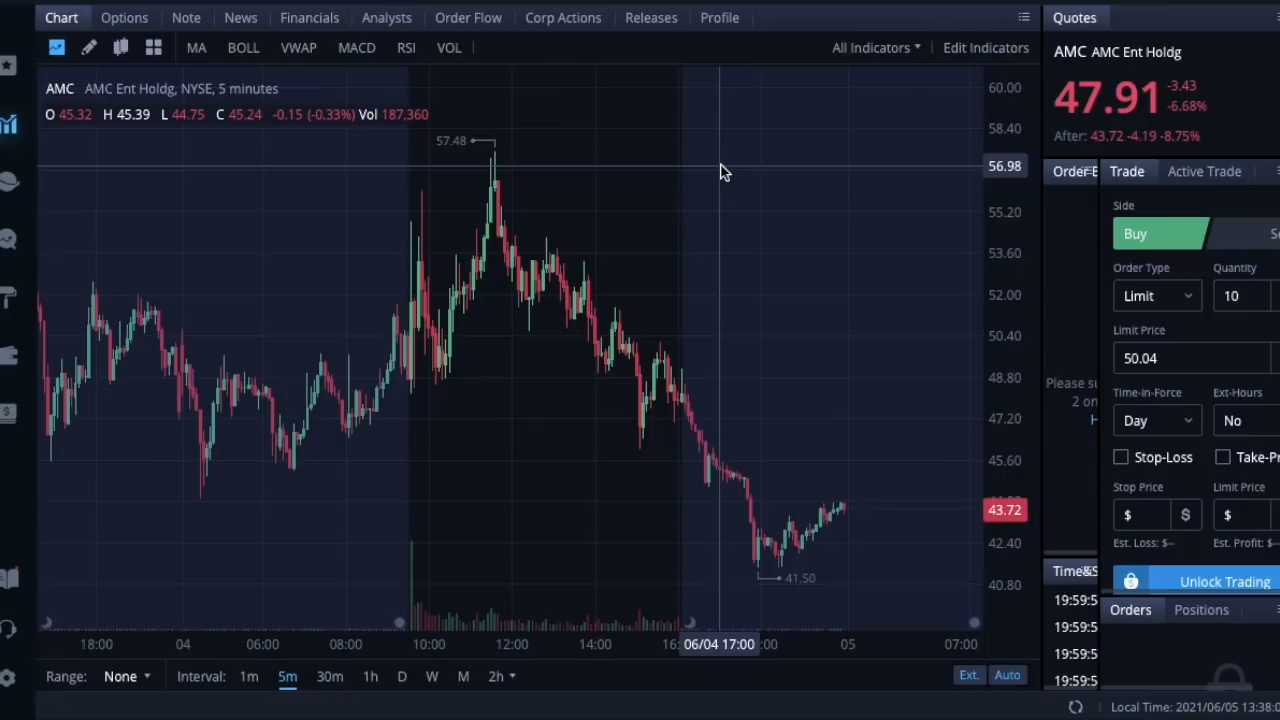 Chart Options Note News Financials Analysts Order Flow Corp Actions Releases Profile
MA BOLL VWAP MACD RSI VOL All Indicators Edit Indicators
AMC AMC Ent Holdg, NYSE, 5 minutes
O 45.32 H 45.39 L 44.75 C 45.24 -0.15 (-0.33%) Vol 187,360
57.48
41.50
60.00
58.40
56.98
55.20
53.60
52.00
50.40
48.80
47.20
45.60
43.72
42.40
40.80
18:00 04 06:00 08:00 10:00 12:00 14:00 16: 06/04 17:00 :00 05 07:00
Range: None Interval: 1m 5m 30m 1h D W M 2h Ext. Auto
Quotes
AMC AMC Ent Holdg
47.91 -3.43
-6.68%
After: 43.72 -4.19 -8.75%
Order Trade Active Trade
Side
Buy
Order Type Quantity
Limit 10
Limit Price
50.04
Please
2 on
Time-in-Force Ext-Hours
Day No
Stop-Loss Take-Pr
Stop Price Limit Price
$ S $
Est. Loss: $-- Est. Profit: $--
Time&S Unlock Trading
Orders Positions
19:59:5
19:59:5
19:59:5
19:59:5
Local Time: 2021/06/05 13:38:0